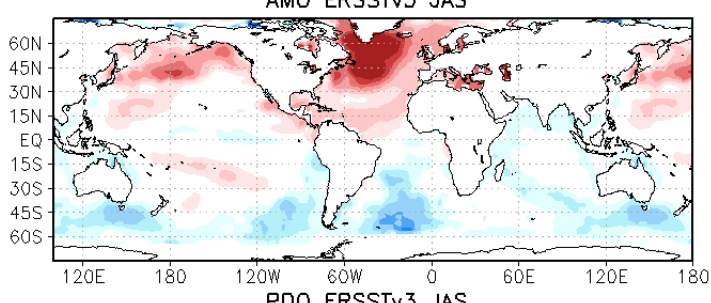 AMO ERSSTv3 JAS
60N
45N
30N
15N
EQ
15S
30S
45S
60S
120E 180 120W 60W 0 60E 120E 180
PDO ERSSTv3 JAS